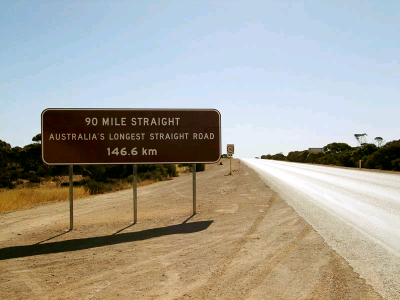 90 MILE STRAIGHT
AUSTRALIA'S LONGEST STRAIGHT ROAD
146.6 km